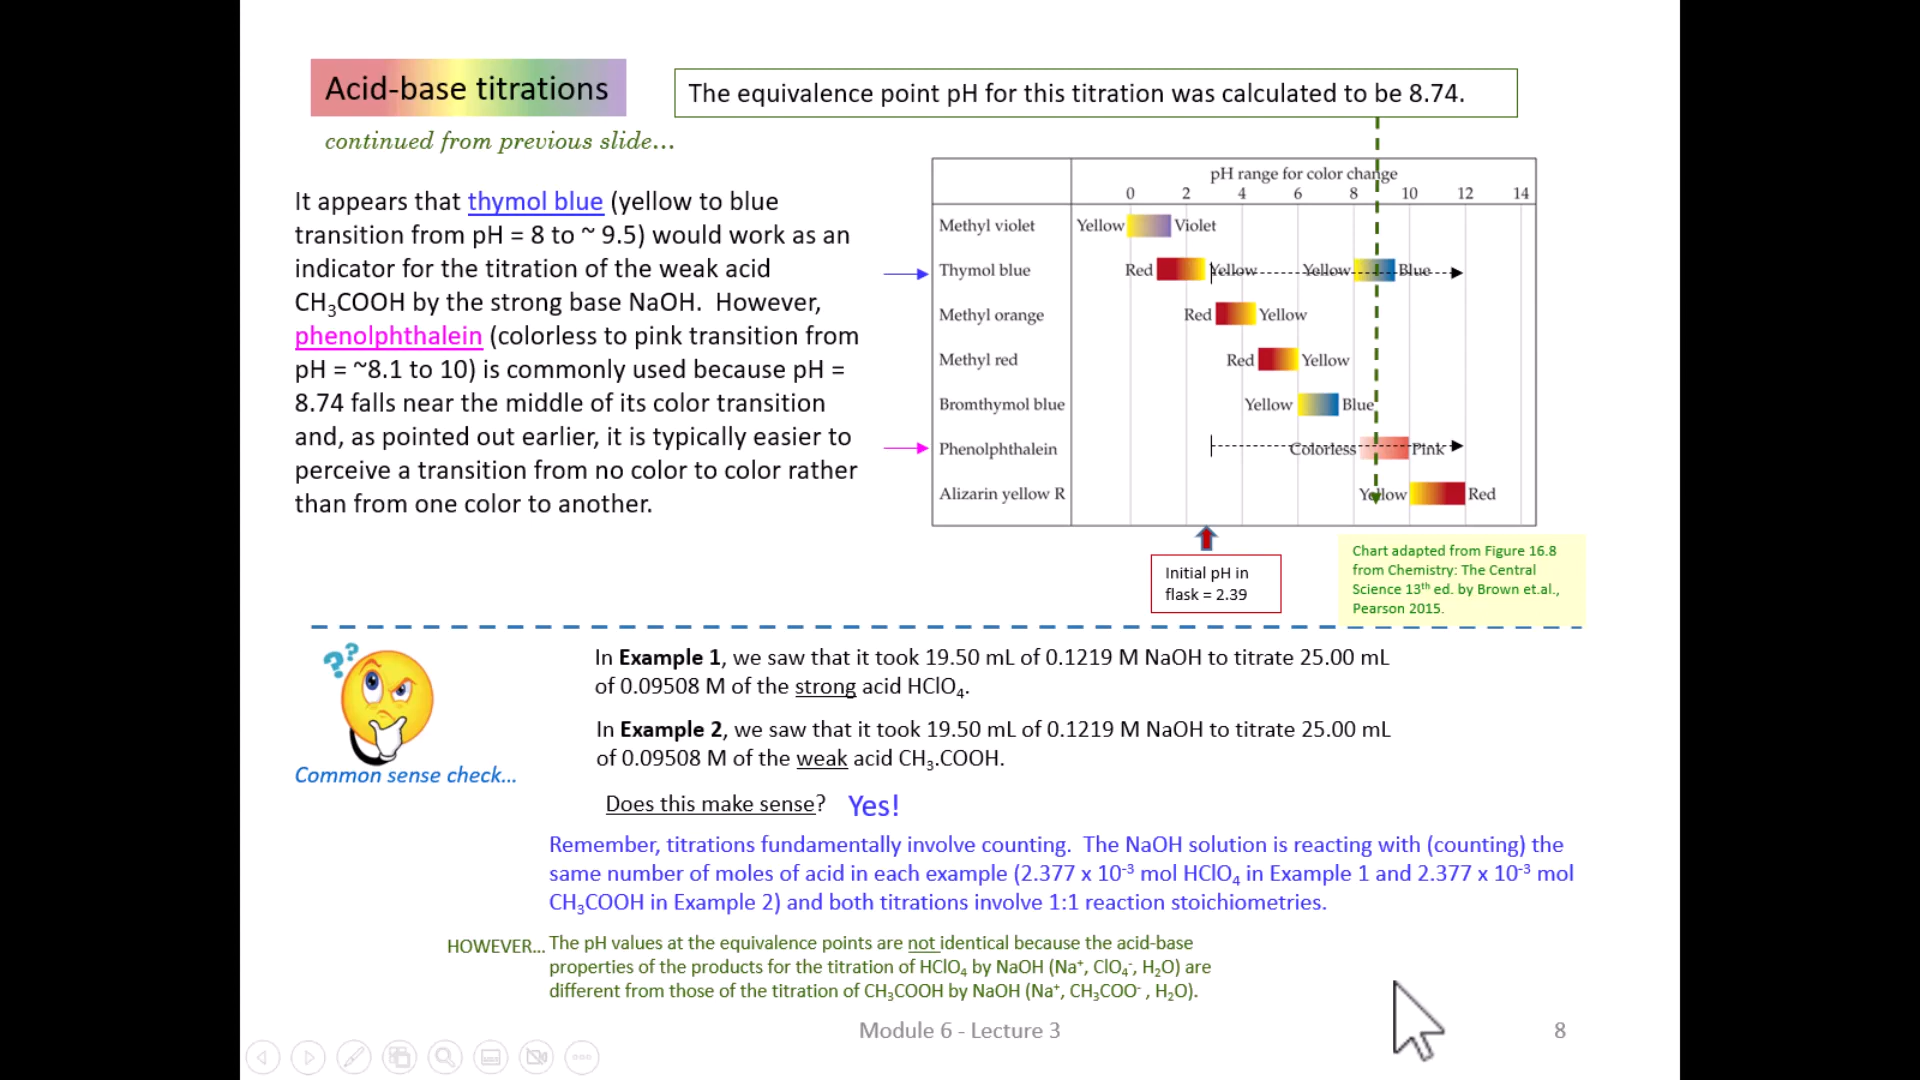 Acid-base titrations
The equivalence point pH for this titration was calculated to be 8.74.
continued from previous slide...
It appears that thymol blue (yellow to blue
transition from pH = 8 to ~ 9.5) would work as an
indicator for the titration of the weak acid
CH₃COOH by the strong base NaOH.  However,
phenolphthalein (colorless to pink transition from
pH = ~8.1 to 10) is commonly used because pH =
8.74 falls near the middle of its color transition
and, as pointed out earlier, it is typically easier to
perceive a transition from no color to color rather
than from one color to another.
pH range for color change
0 2 4 6 8 10 12 14
Methyl violet Yellow Violet
Thymol blue Red Yellow Yellow Blue
Methyl orange Red Yellow
Methyl red Red Yellow
Bromthymol blue Yellow Blue
Phenolphthalein Colorless Pink
Alizarin yellow R Yellow Red
Initial pH in
flask = 2.39
Chart adapted from Figure 16.8
from Chemistry: The Central
Science 13th ed. by Brown et.al.,
Pearson 2015.
??
Common sense check...
In Example 1, we saw that it took 19.50 mL of 0.1219 M NaOH to titrate 25.00 mL
of 0.09508 M of the strong acid HClO₄.
In Example 2, we saw that it took 19.50 mL of 0.1219 M NaOH to titrate 25.00 mL
of 0.09508 M of the weak acid CH₃.COOH.
Does this make sense? Yes!
Remember, titrations fundamentally involve counting.  The NaOH solution is reacting with (counting) the
same number of moles of acid in each example (2.377 x 10⁻³ mol HClO₄ in Example 1 and 2.377 x 10⁻³ mol
CH₃COOH in Example 2) and both titrations involve 1:1 reaction stoichiometries.
HOWEVER... The pH values at the equivalence points are not identical because the acid-base
properties of the products for the titration of HClO₄ by NaOH (Na⁺, ClO₄⁻, H₂O) are
different from those of the titration of CH₃COOH by NaOH (Na⁺, CH₃COO⁻ , H₂O).
Module 6 - Lecture 3
8